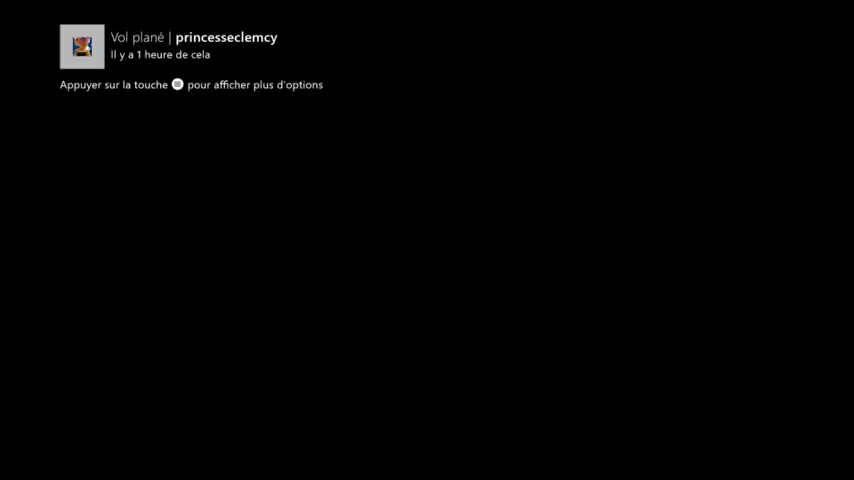 Vol plané | princesseclemcy
Il y a 1 heure de cela
Appuyer sur la touche pour afficher plus d'options